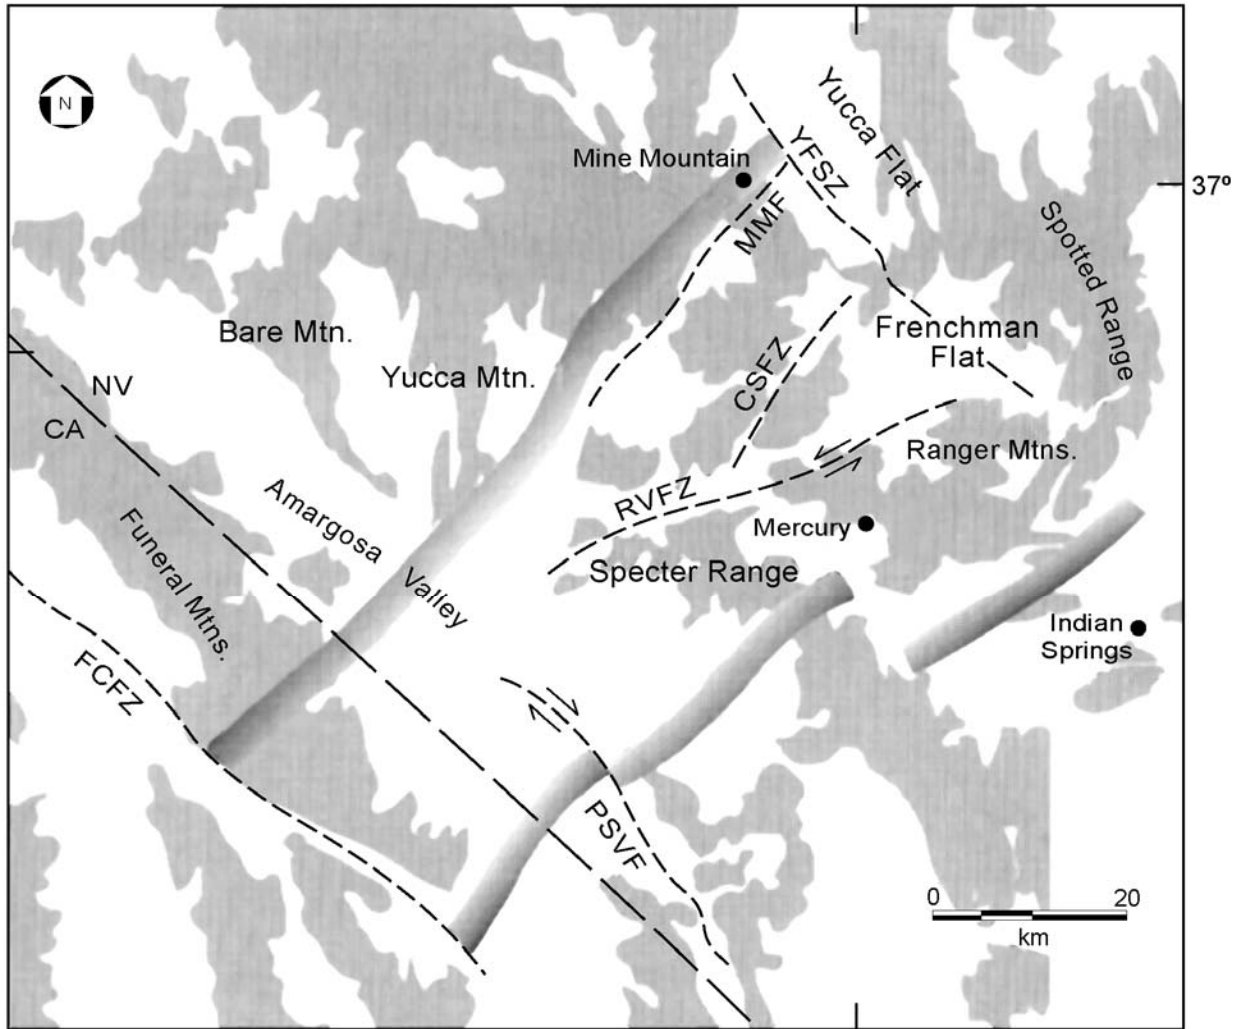 N
Mine Mountain
YFSZ
Yucca Flat
37º
MMF
Spotted Range
Bare Mtn.
Yucca Mtn.
Frenchman
Flat
CSFZ
NV
CA
Ranger Mtns.
Amargosa
Valley
RVFZ
Mercury
Funeral Mtns.
Specter Range
Indian
Springs
FCFZ
PSVF
0 20
km